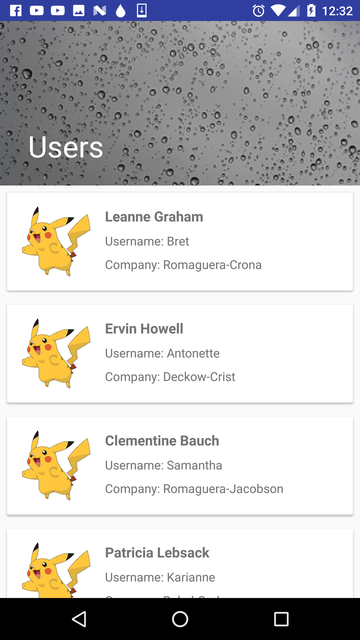 12:32
Users
Leanne Graham
Username: Bret
Company: Romaguera-Crona
Ervin Howell
Username: Antonette
Company: Deckow-Crist
Clementine Bauch
Username: Samantha
Company: Romaguera-Jacobson
Patricia Lebsack
Username: Karianne